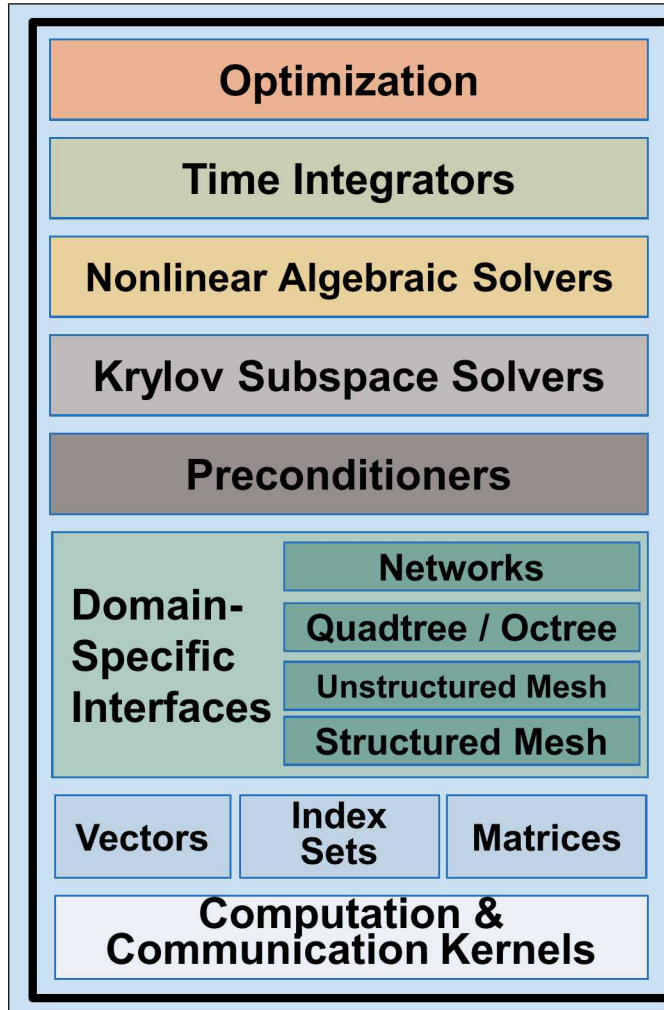 Optimization
Time Integrators
Nonlinear Algebraic Solvers
Krylov Subspace Solvers
Preconditioners
Domain-
Specific
Interfaces
Networks
Quadtree / Octree
Unstructured Mesh
Structured Mesh
Vectors
Index
Sets
Matrices
Computation &
Communication Kernels